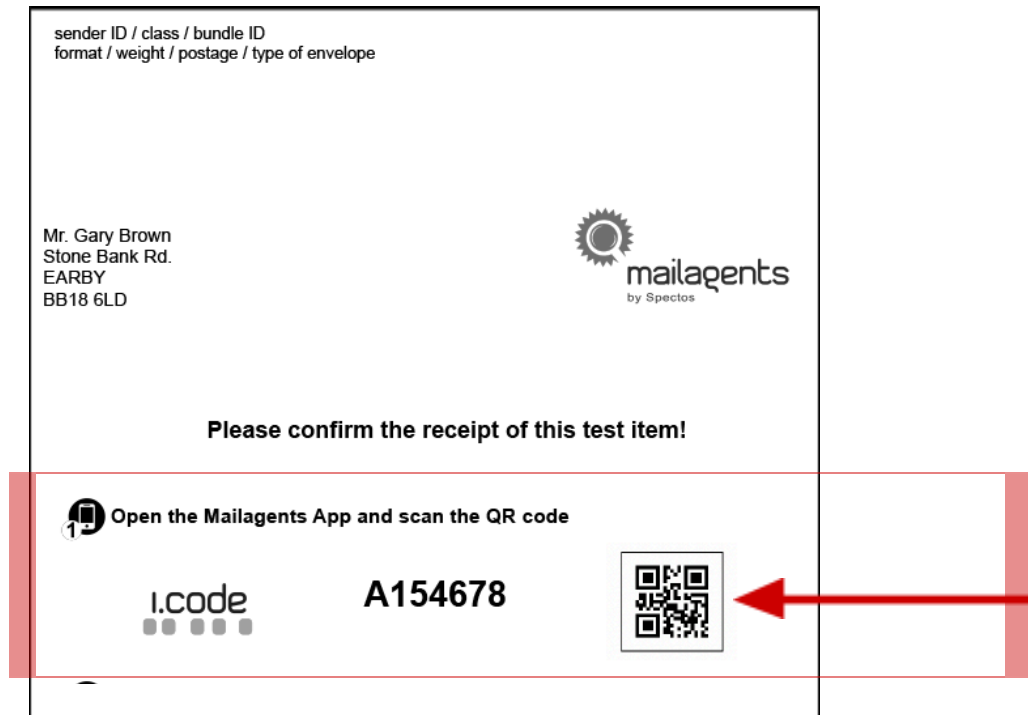 sender ID / class / bundle ID
format / weight / postage / type of envelope
Mr. Gary Brown
Stone Bank Rd.
EARBY
BB18 6LD
mailagents
by Spectos
Please confirm the receipt of this test item!
1 Open the Mailagents App and scan the QR code
ı.code
A154678